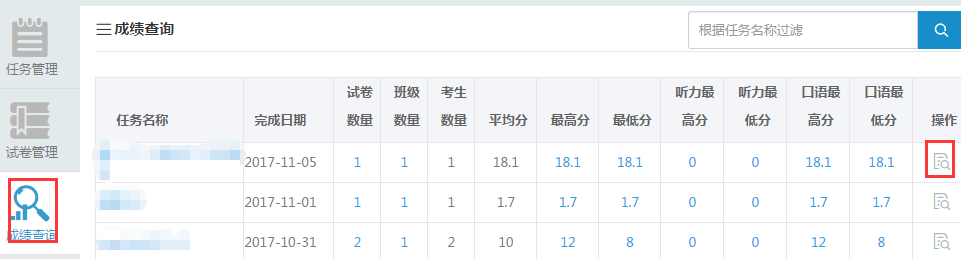 成绩查询
根据任务名称过滤
任务管理
试卷管理
成绩查询
任务名称 完成日期 试卷数量 班级数量 考生数量 平均分 最高分 最低分 听力最高分 听力最低分 口语最高分 口语最低分 操作
2017-11-05 1 1 1 18.1 18.1 18.1 0 0 18.1 18.1
2017-11-01 1 1 1 1.7 1.7 1.7 0 0 1.7 1.7
2017-10-31 2 1 2 10 12 8 0 0 12 8